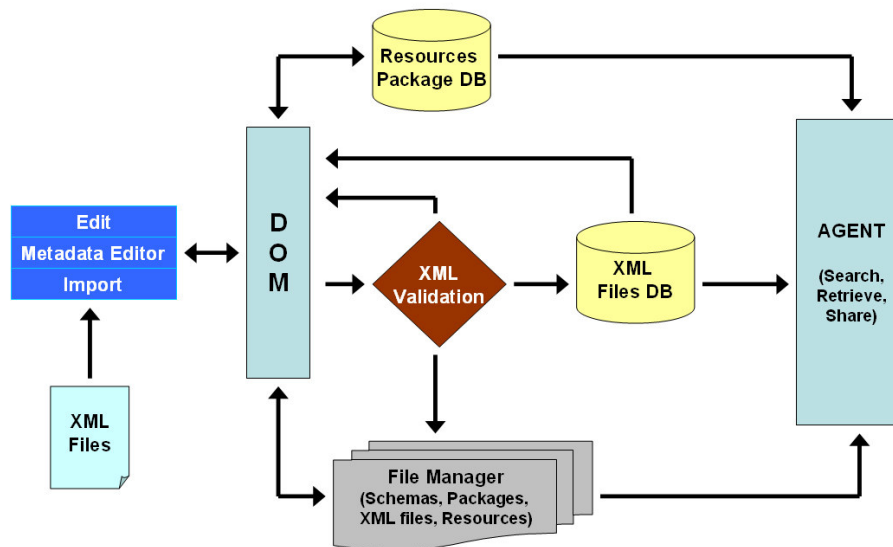 Resources
Package DB
D
O
M
Edit
Metadata Editor
Import
XML
Validation
XML
Files DB
AGENT
(Search,
Retrieve,
Share)
XML
Files
File Manager
(Schemas, Packages,
XML files, Resources)